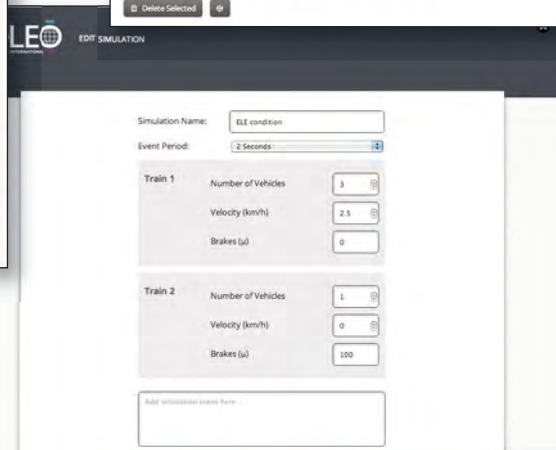 Delete Selected
LEO
INTERNATIONAL
EDIT SIMULATION
Simulation Name: ELE condition
Event Period: 2 Seconds
Train 1
Number of Vehicles 3
Velocity (km/h) 2.5
Brakes (µ) 0
Train 2
Number of Vehicles 1
Velocity (km/h) 0
Brakes (µ) 100
Add simulation notes here